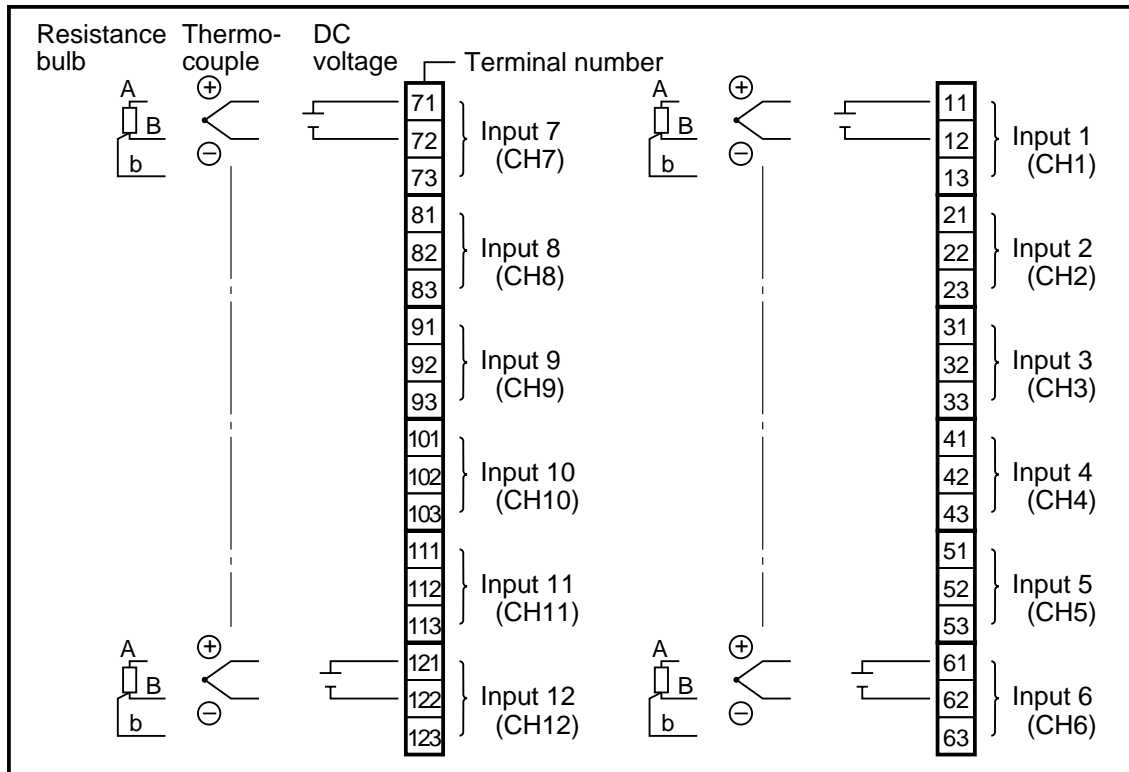 Resistance bulb
Thermo-couple
DC voltage
Terminal number
A
B
b
⊕
⊖
71
72
73
Input 7
(CH7)
81
82
83
Input 8
(CH8)
91
92
93
Input 9
(CH9)
101
102
103
Input 10
(CH10)
111
112
113
Input 11
(CH11)
A
B
b
⊕
⊖
121
122
123
Input 12
(CH12)
A
B
b
⊕
⊖
11
12
13
Input 1
(CH1)
21
22
23
Input 2
(CH2)
31
32
33
Input 3
(CH3)
41
42
43
Input 4
(CH4)
51
52
53
Input 5
(CH5)
A
B
b
⊕
⊖
61
62
63
Input 6
(CH6)